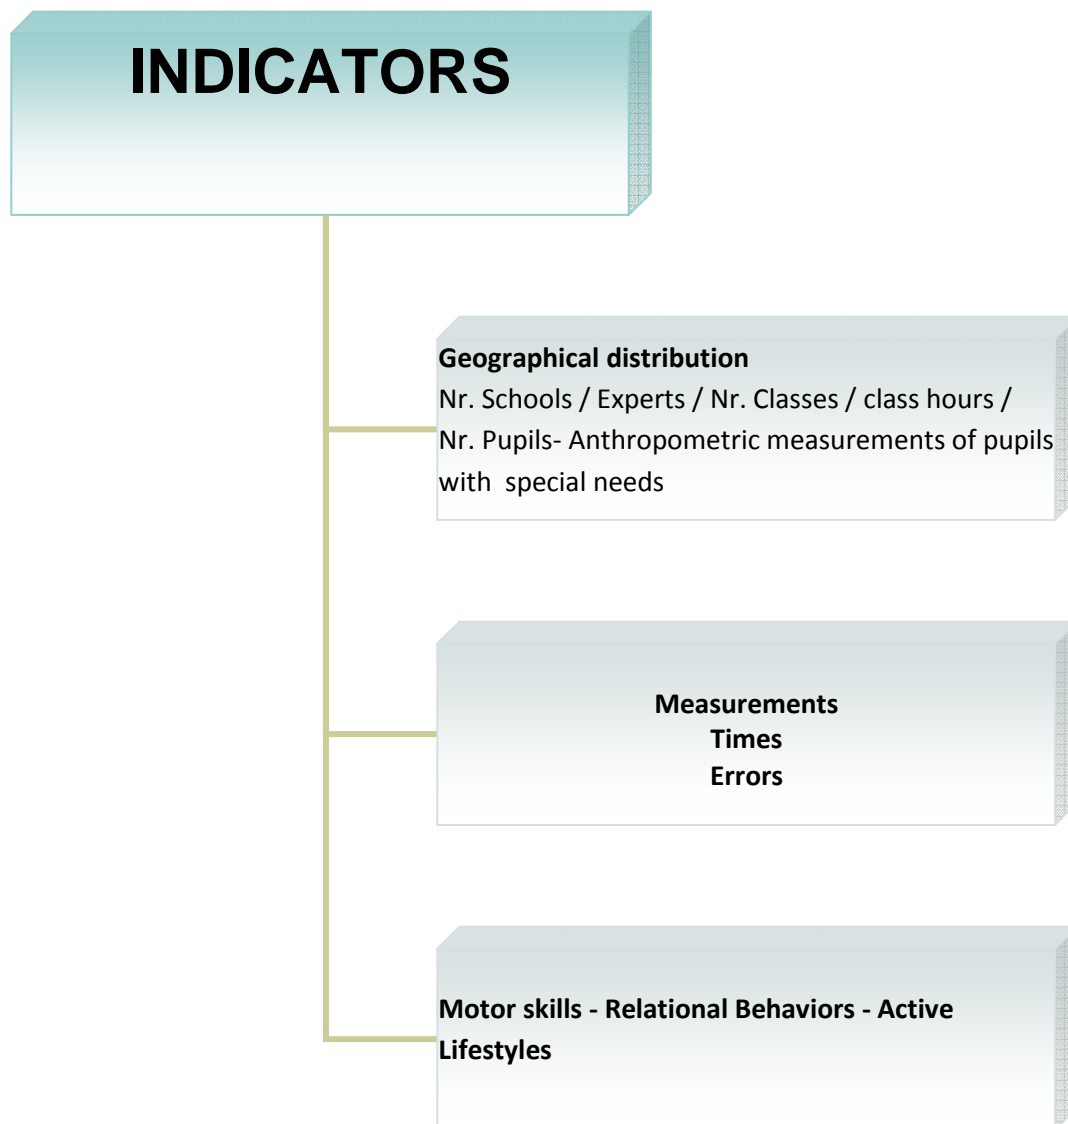 INDICATORS
Geographical distribution
Nr. Schools / Experts / Nr. Classes / class hours /
Nr. Pupils- Anthropometric measurements of pupils
with  special needs
Measurements
Times
Errors
Motor skills - Relational Behaviors - Active
Lifestyles